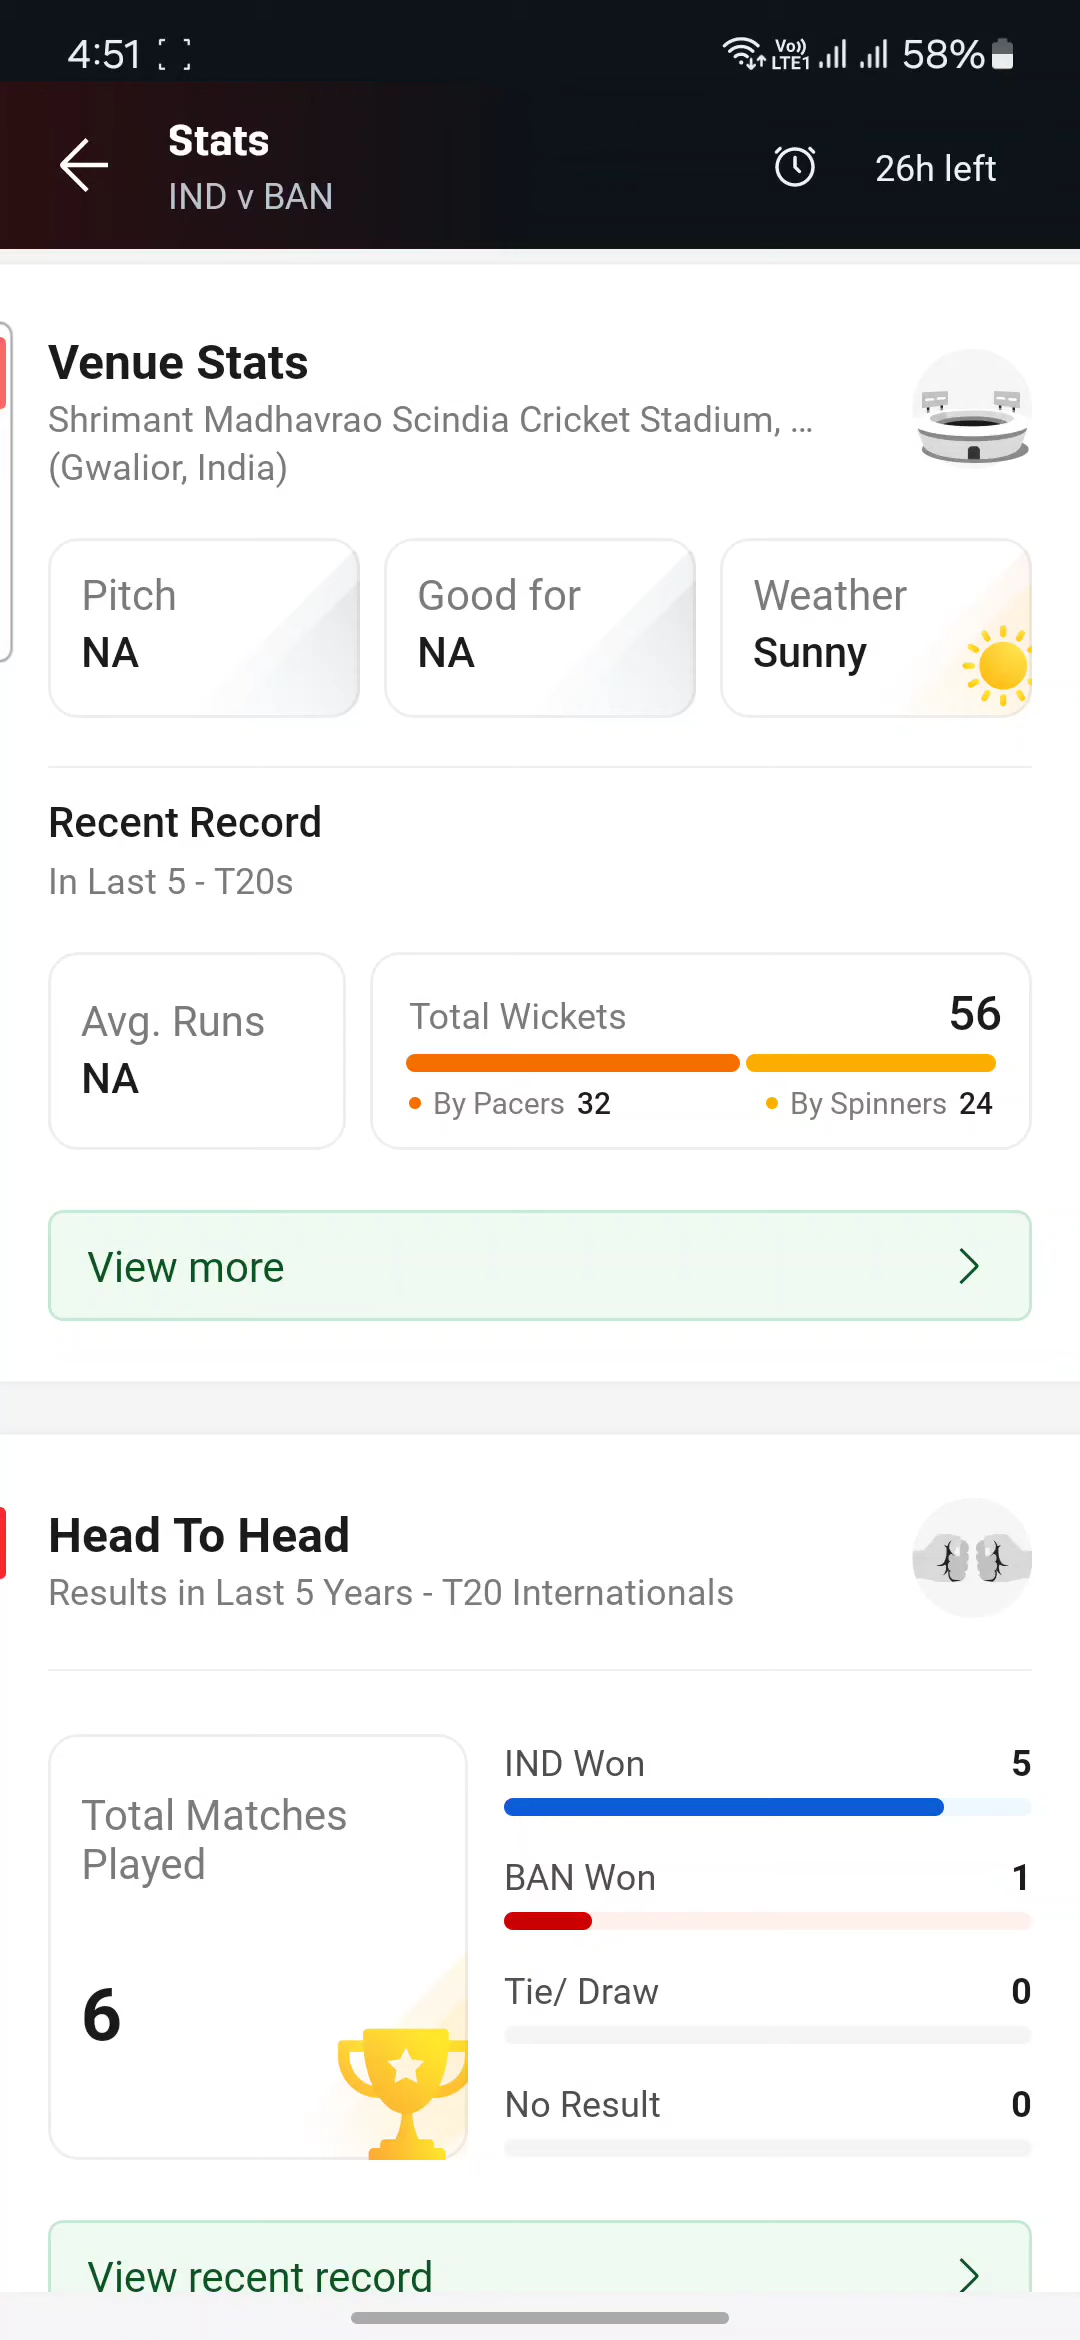 4:51
Vo))
LTE1
58%
Stats
IND v BAN
26h left
Venue Stats
Shrimant Madhavrao Scindia Cricket Stadium, ...
(Gwalior, India)
Pitch
NA
Good for
NA
Weather
Sunny
Recent Record
In Last 5 - T20s
Avg. Runs
NA
Total Wickets
56
By Pacers 32
By Spinners 24
View more
Head To Head
Results in Last 5 Years - T20 Internationals
Total Matches
Played
6
IND Won
5
BAN Won
1
Tie/ Draw
0
No Result
0
View recent record